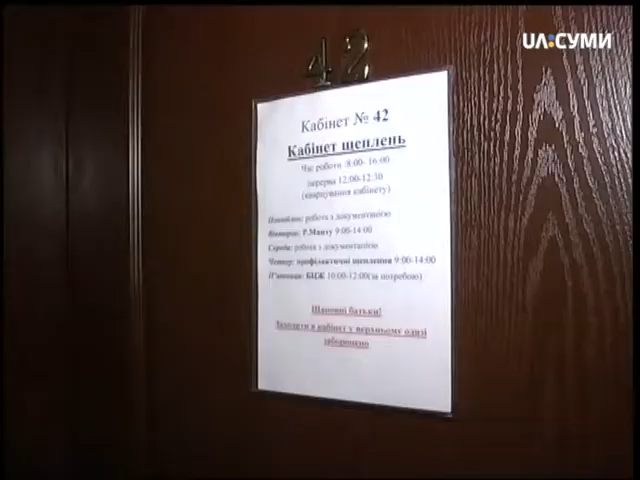 UA:СУМИ
42
Кабінет № 42
Кабінет щеплень
Час роботи :8:00- 16:00
перерва 12:00-12:30
(кварцування кабінету)
Понеділок: робота з документацією
Вівторок: Р.Манту 9:00-14:00
Середа: робота з документацією
Четвер: профілактичні щеплення 9:00-14:00
П'ятниця: БЦЖ 10:00-12:00(за потребою)
Шановні батьки!
Заходити в кабінет у верхньому одязі
заборонено